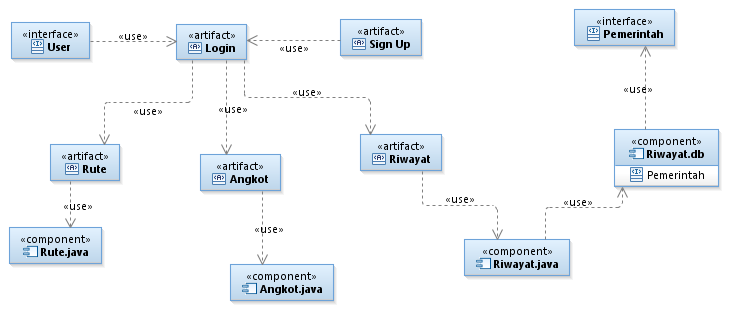 «interface»
User
«use»
«artifact»
Login
«use»
«artifact»
Sign Up
«interface»
Pemerintah
«use»
«use»
«use»
«use»
«artifact»
Rute
«artifact»
Angkot
«artifact»
Riwayat
«component»
Riwayat.db
Pemerintah
«use»
«use»
«use»
«use»
«component»
Rute.java
«component»
Angkot.java
«component»
Riwayat.java